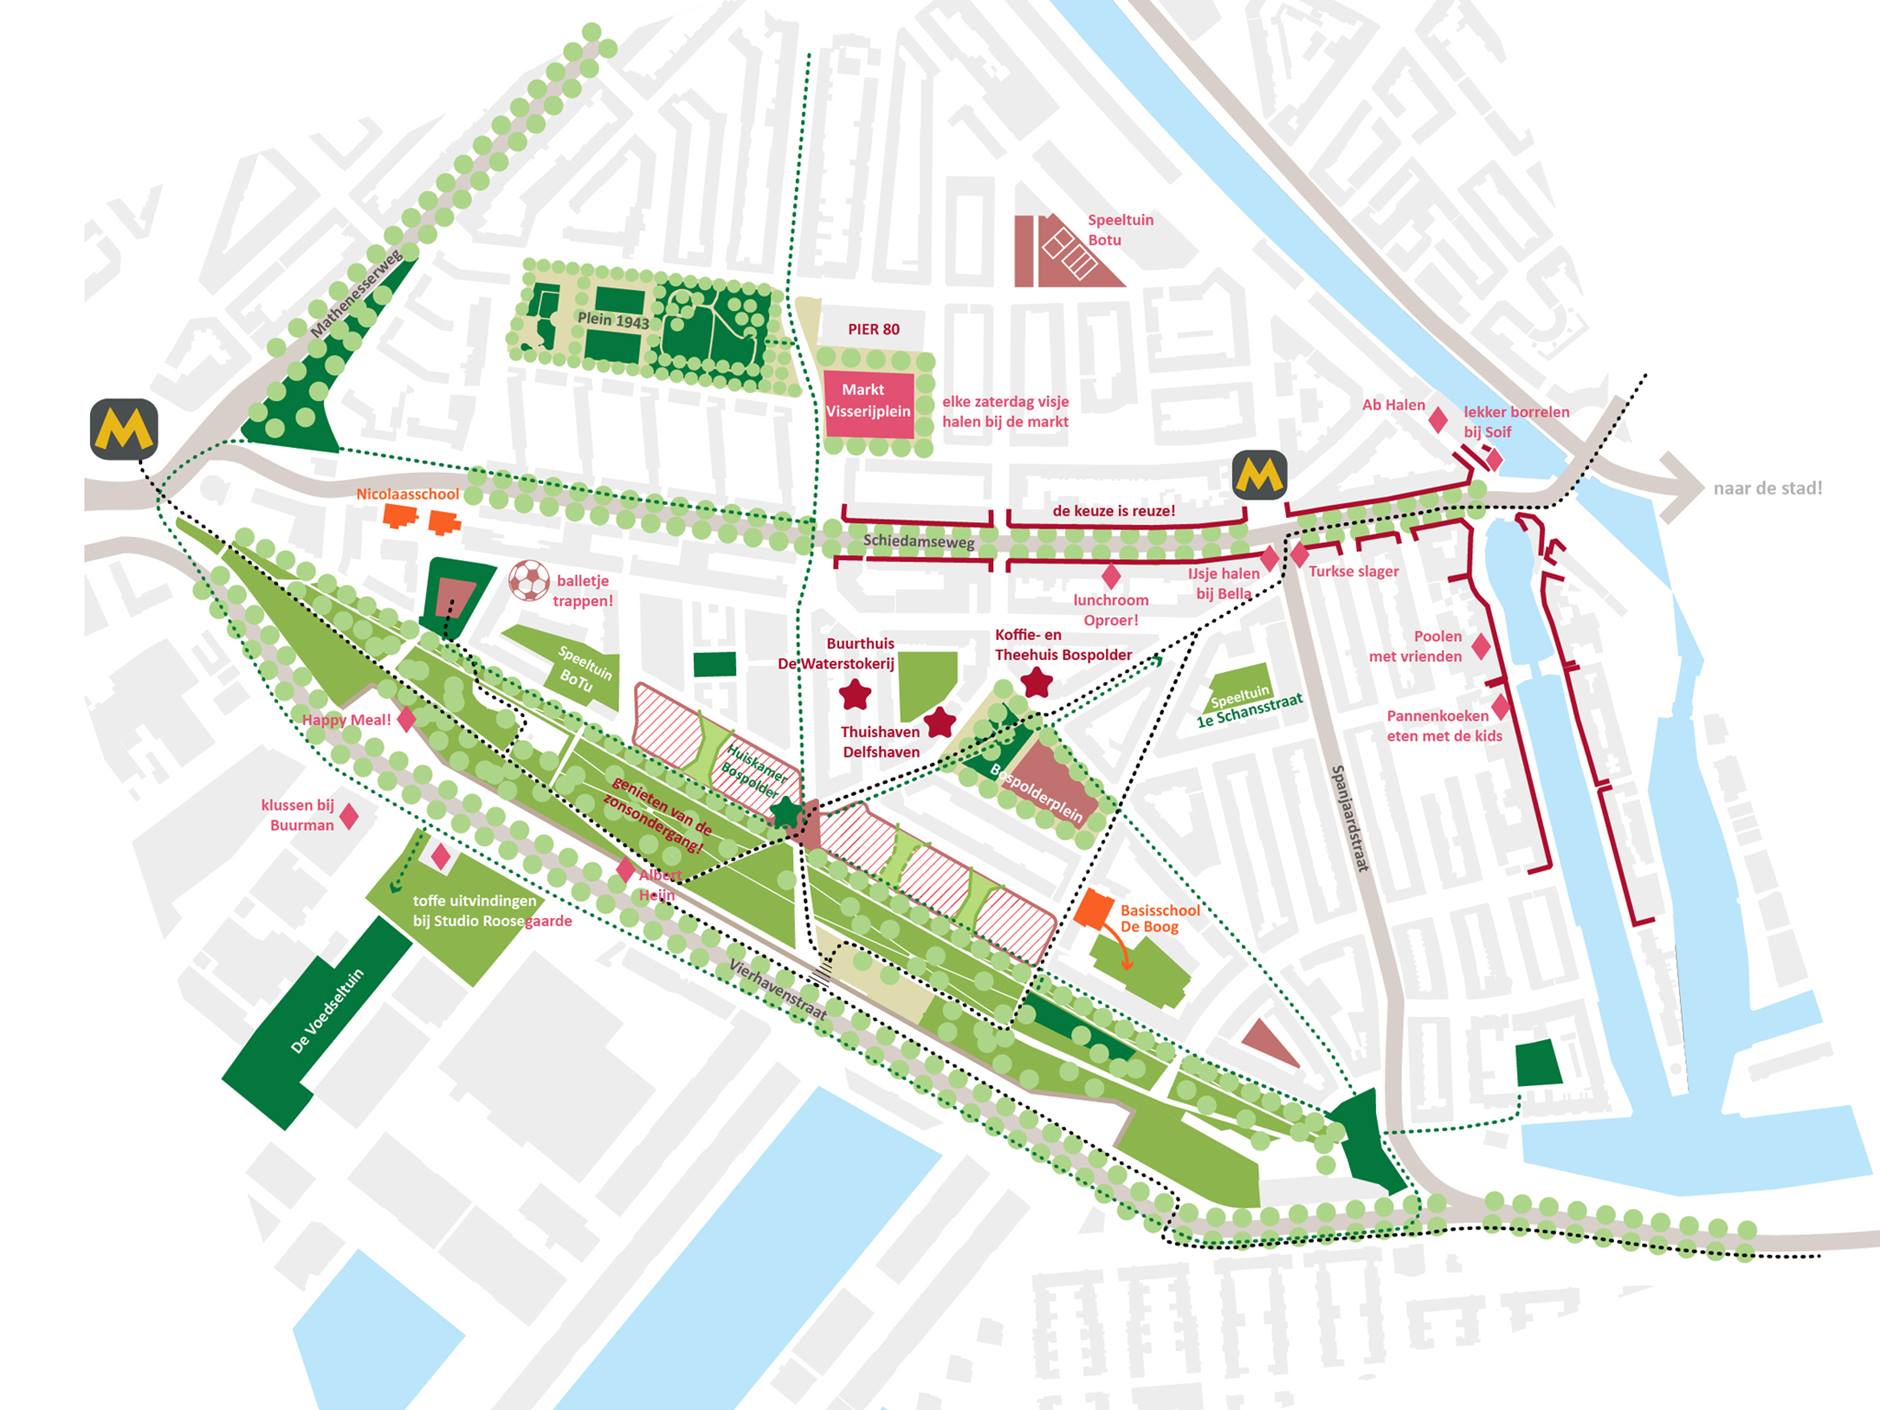 Speeltuin
Botu
Mathenesserweg
Plein 1943
PIER 80
Markt
Visserijplein
elke zaterdag visje
halen bij de markt
Ab Halen
lekker borrelen
bij Soif
M
M
naar de stad!
Nicolaasschool
de keuze is reuze!
Schiedamseweg
balletje
trappen!
IJsje halen
bij Bella
Turkse slager
lunchroom
Oproer!
Buurthuis
De Waterstokerij
Koffie- en
Theehuis Bospolder
Poolen
met vrienden
Speeltuin
BoTu
Speeltuin
1e Schansstraat
Happy Meal!
Thuishaven
Delfshaven
Pannenkoeken
eten met de kids
Huiskamer
Bospolder
Bospolderplein
genieten van de
zonsondergang!
Spanjaardstraat
klussen bij
Buurman
Albert
Heijn
toffe uitvindingen
bij Studio Roosegaarde
Basisschool
De Boog
De Voedseltuin
Vierhavenstraat